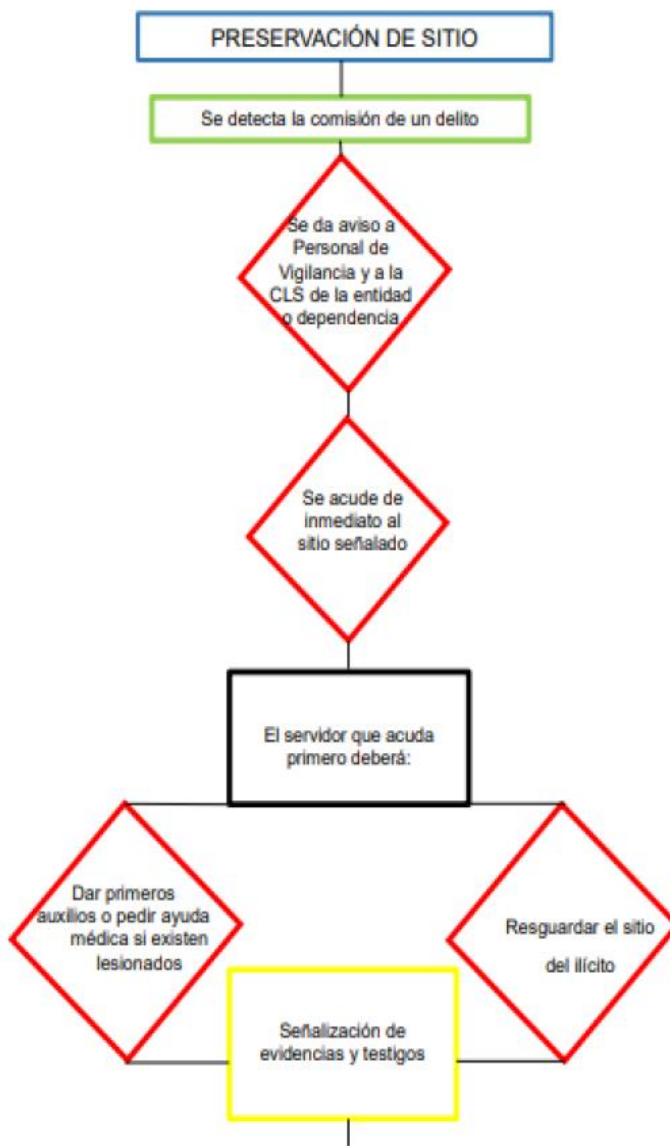 PRESERVACIÓN DE SITIO
Se detecta la comisión de un delito
Se da aviso a
Personal de
Vigilancia y a la
CLS de la entidad
o dependencia
Se acude de
inmediato al
sitio señalado
El servidor que acuda
primero deberá:
Dar primeros
auxilios o pedir ayuda
médica si existen
lesionados
Resguardar el sitio
del ilícito
Señalización de
evidencias y testigos